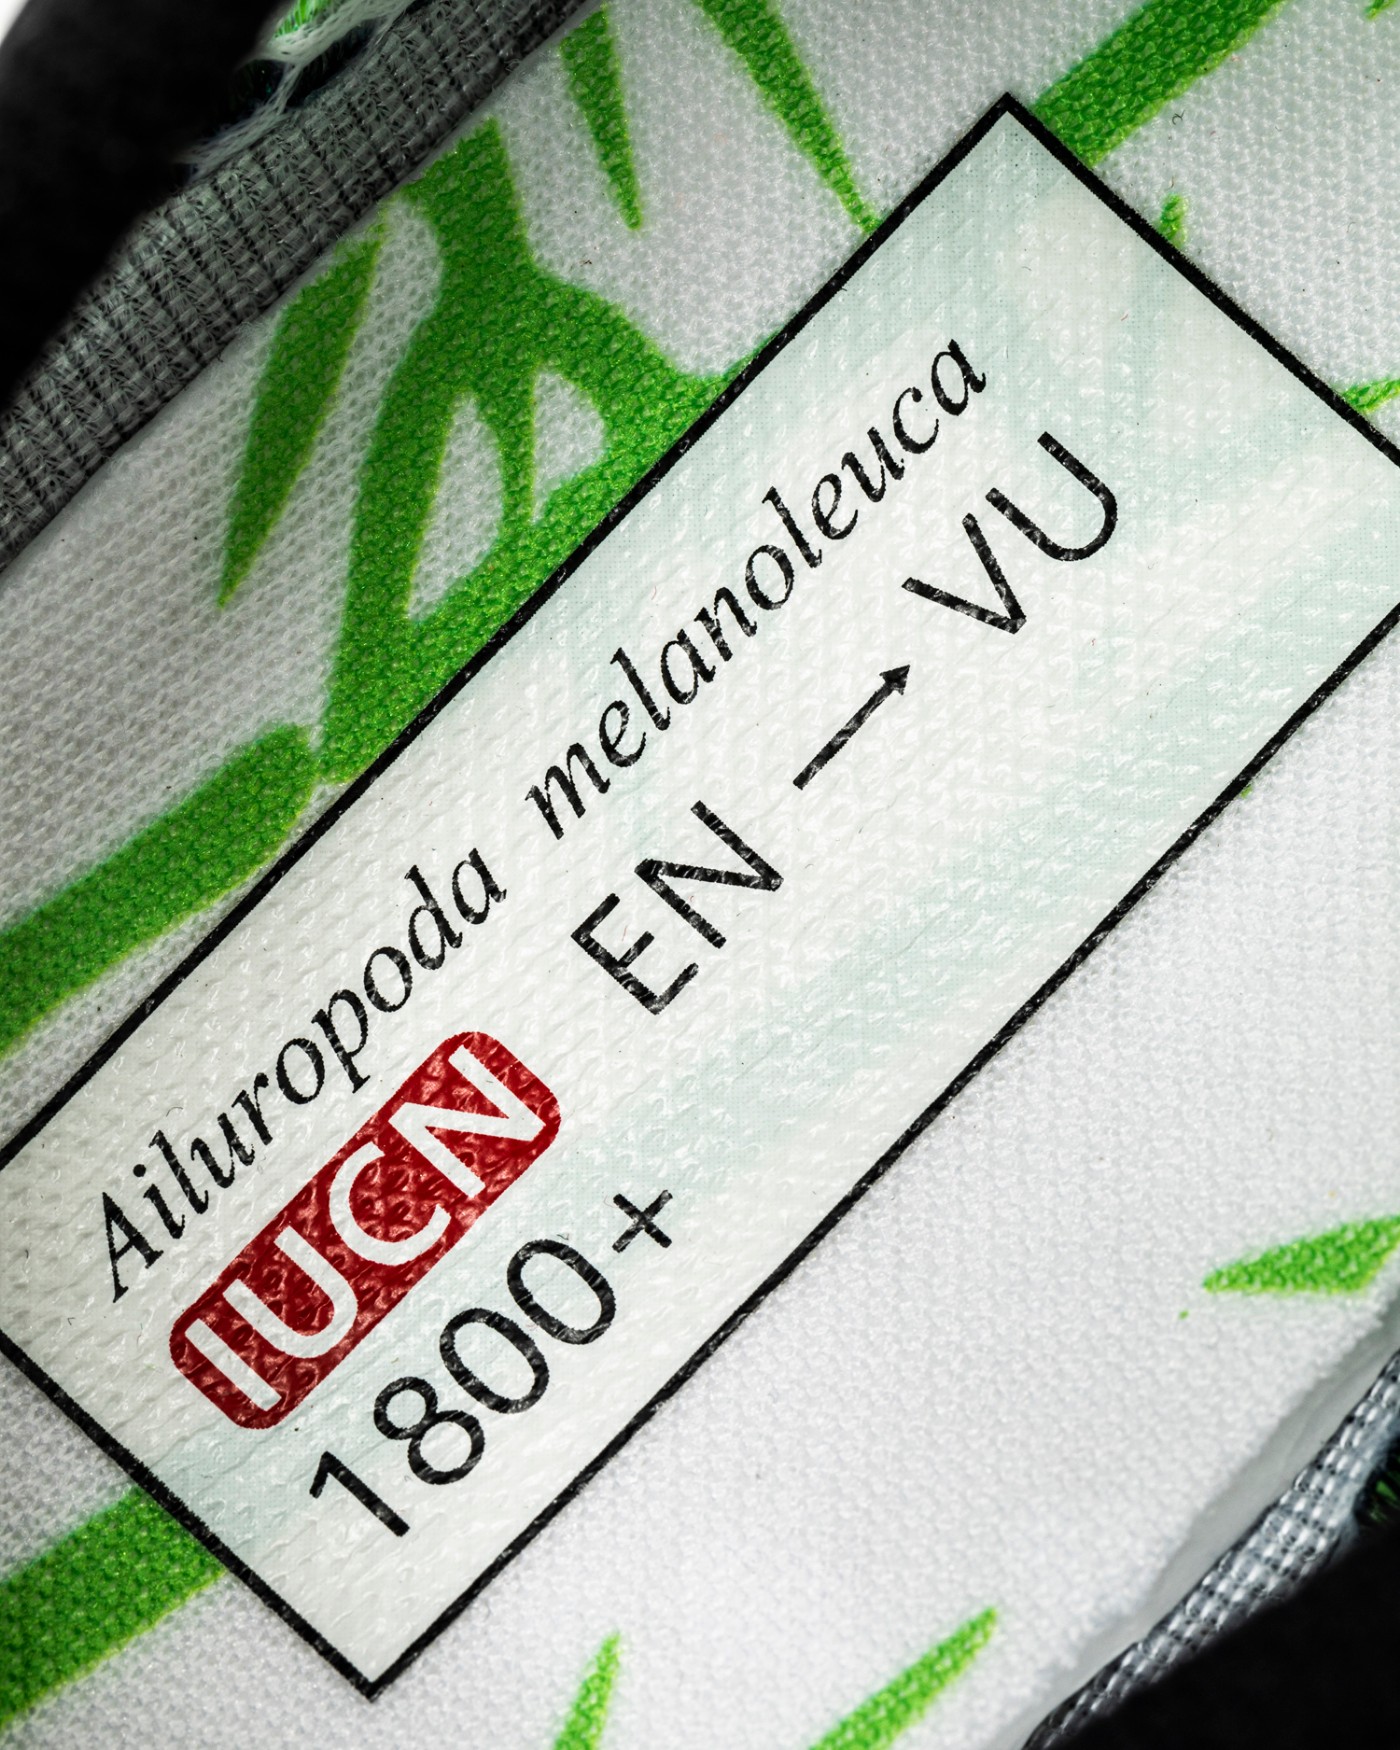 Ailuropoda melanoleuca
IUCN EN → VU
1800+